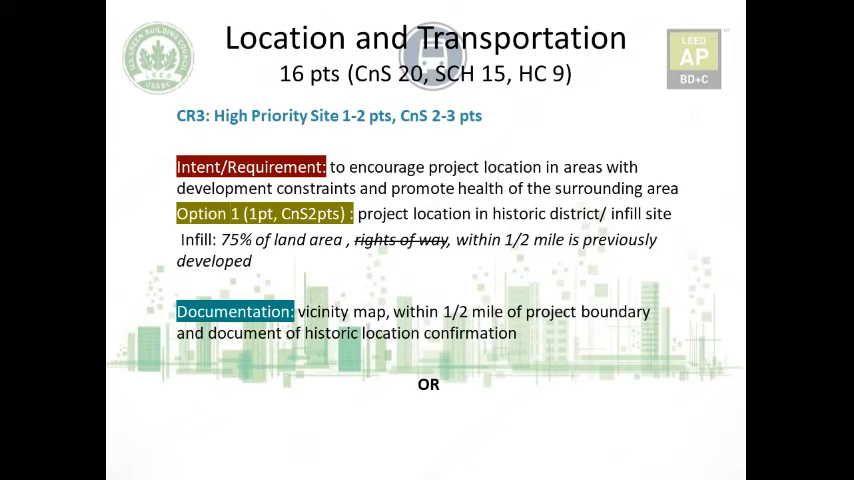 Location and Transportation
16 pts (CnS 20, SCH 15, HC 9)
LEED
AP
BD+C
LEED
USGBC
CR3: High Priority Site 1-2 pts, CnS 2-3 pts
Intent/Requirement: to encourage project location in areas with
development constraints and promote health of the surrounding area
Option 1 (1pt, CnS2pts) : project location in historic district/ infill site
Infill: 75% of land area , rights of way, within 1/2 mile is previously
developed
Documentation: vicinity map, within 1/2 mile of project boundary
and document of historic location confirmation
OR